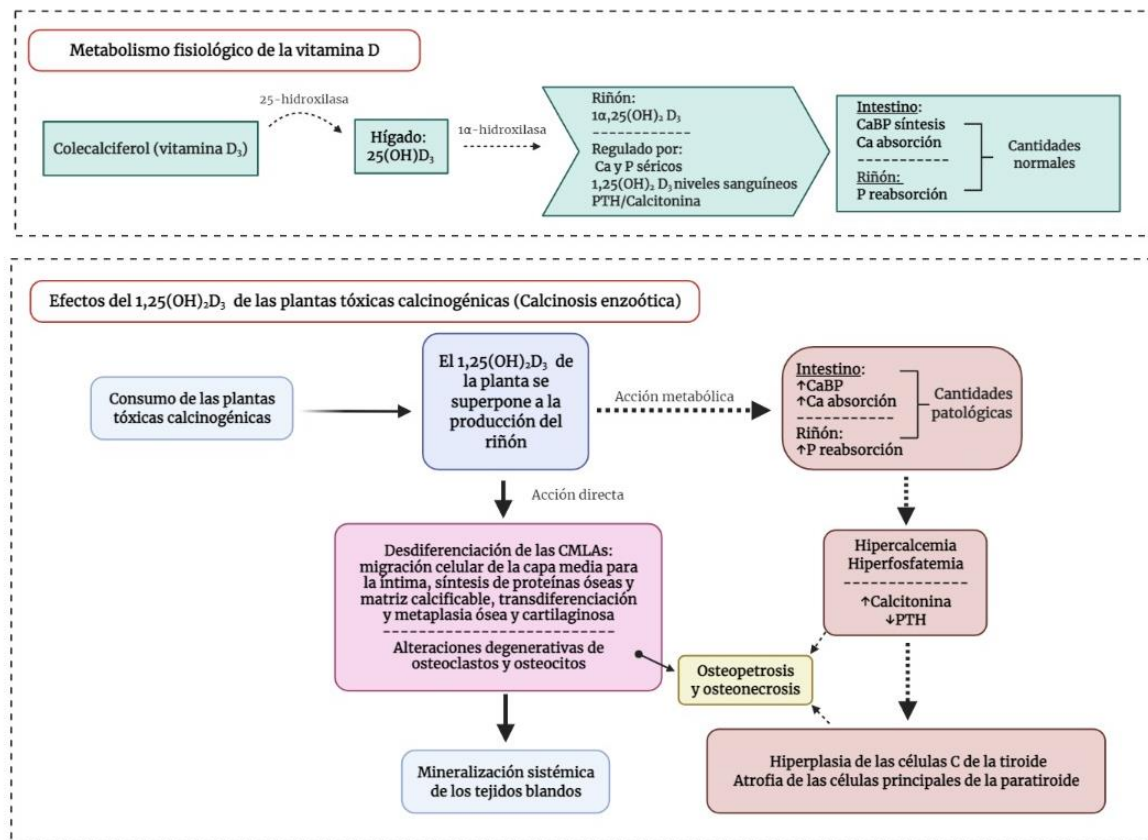 Metabolismo fisiológico de la vitamina D
25-hidroxilasa
Colecalciferol (vitamina D₃)
Hígado:
25(OH)D₃
1α-hidroxilasa
Riñón:
1α,25(OH)₂ D₃
------------
Regulado por:
Ca y P séricos
1,25(OH)₂ D₃ niveles sanguíneos
PTH/Calcitonina
Intestino:
CaBP síntesis
Ca absorción
------------
Riñón:
P reabsorción
Cantidades
normales
Efectos del 1,25(OH)₂D₃ de las plantas tóxicas calcinogénicas (Calcinosis enzoótica)
Consumo de las plantas
tóxicas calcinogénicas
El 1,25(OH)₂D₃ de
la planta se
superpone a la
producción del
riñón
Acción metabólica
Intestino:
↑CaBP
↑Ca absorción
------------
Riñón:
↑P reabsorción
Cantidades
patológicas
Acción directa
Desdiferenciación de las CMLAs:
migración celular de la capa media para
la íntima, síntesis de proteínas óseas y
matriz calcificable, transdiferenciación
y metaplasia ósea y cartilaginosa
------------
Alteraciones degenerativas de
osteoclastos y osteocitos
Hipercalcemia
Hiperfosfatemia
------------
↑Calcitonina
↓PTH
Osteopetrosis
y osteonecrosis
Mineralización sistémica
de los tejidos blandos
Hiperplasia de las células C de la tiroide
Atrofia de las células principales de la paratiroide